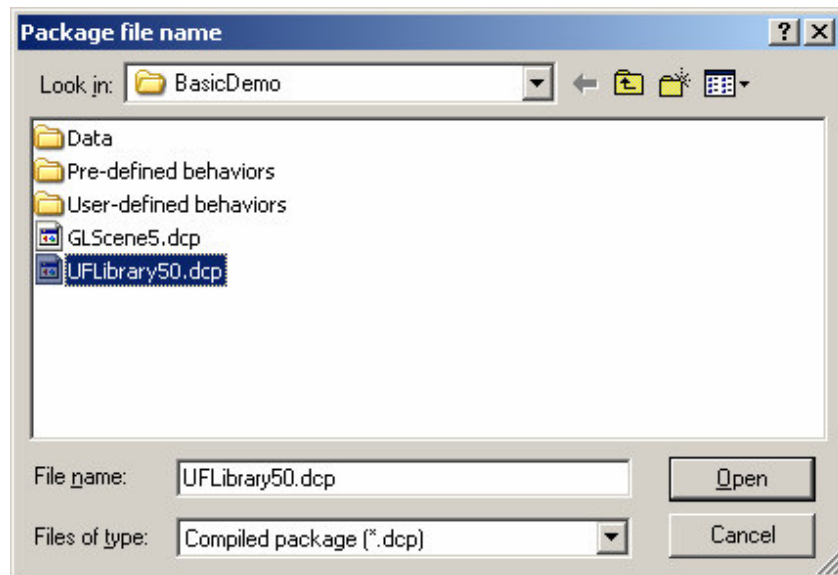 Package file name
Look in: BasicDemo
Data
Pre-defined behaviors
User-defined behaviors
GLScene5.dcp
UFLibrary50.dcp
File name: UFLibrary50.dcp Open
Files of type: Compiled package (*.dcp) Cancel